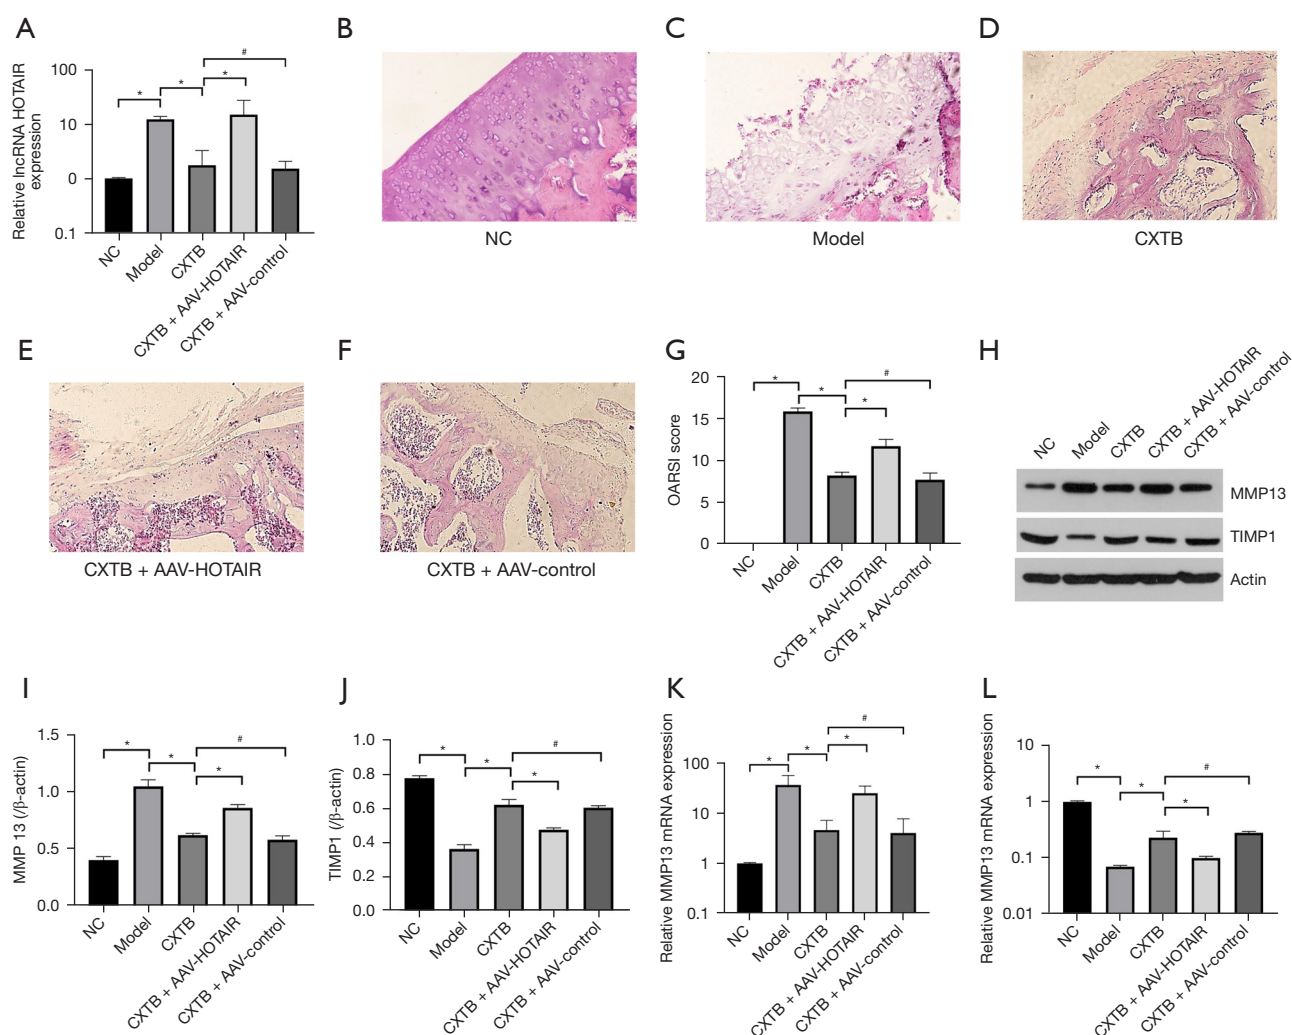 A
Relative lncRNA HOTAIR
expression
100
10
0
0.1
*
*
*
#
NC
Model
CXTB
CXTB + AAV-HOTAIR
CXTB + AAV-control
B
NC
C
Model
D
CXTB
E
CXTB + AAV-HOTAIR
F
CXTB + AAV-control
G
OARSI score
20
15
10
5
0
*
*
*
#
NC
Model
CXTB
CXTB + AAV-HOTAIR
CXTB + AAV-control
H
NC
Model
CXTB
CXTB + AAV-HOTAIR
CXTB + AAV-control
MMP13
TIMP1
Actin
I
MMP 13 (/β-actin)
1.5
1.0
0.5
0.0
*
*
*
#
NC
Model
CXTB
CXTB + AAV-HOTAIR
CXTB + AAV-control
J
TIMP1 (/β-actin)
1.0
0.8
0.6
0.4
0.2
0.0
*
*
*
#
NC
Model
CXTB
CXTB + AAV-HOTAIR
CXTB + AAV-control
K
Relative MMP13 mRNA expression
100
10
1
0.1
*
*
*
#
NC
Model
CXTB
CXTB + AAV-HOTAIR
CXTB + AAV-control
L
Relative MMP13 mRNA expression
10
1
0.1
0.01
*
*
*
#
NC
Model
CXTB
CXTB + AAV-HOTAIR
CXTB + AAV-control